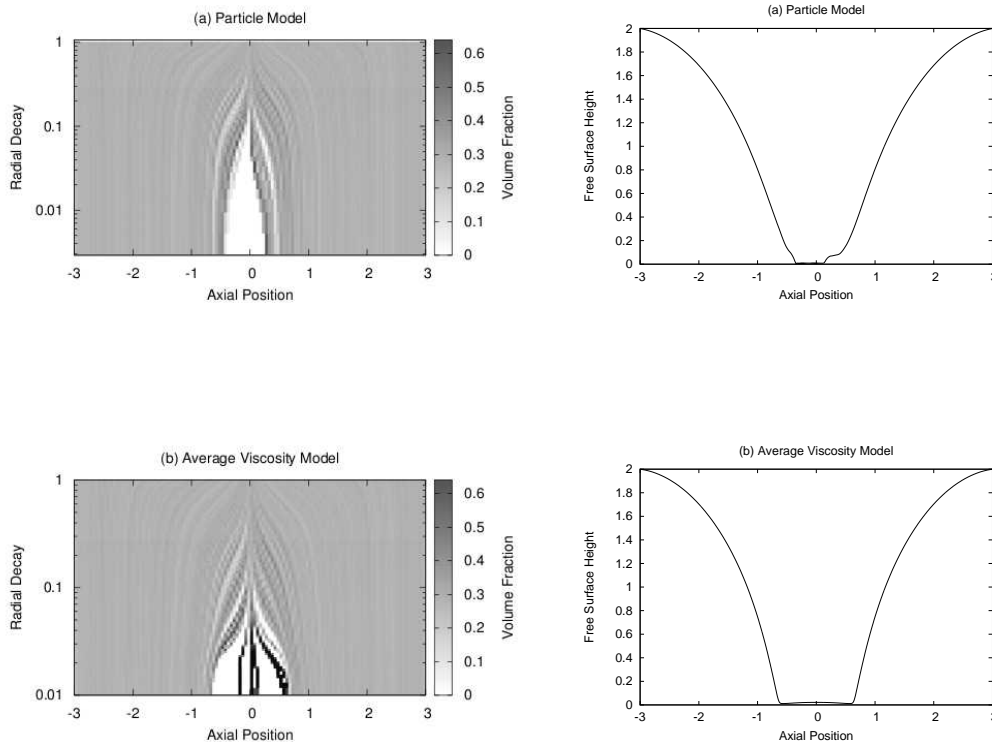 (a) Particle Model
1
0.1
0.01
Radial Decay
-3 -2 -1 0 1 2 3
Axial Position
0.6
0.5
0.4
0.3
0.2
0.1
0
Volume Fraction
(a) Particle Model
2
1.8
1.6
1.4
1.2
1
0.8
0.6
0.4
0.2
0
Free Surface Height
-3 -2 -1 0 1 2 3
Axial Position
(b) Average Viscosity Model
1
0.1
0.01
Radial Decay
-3 -2 -1 0 1 2 3
Axial Position
0.6
0.5
0.4
0.3
0.2
0.1
0
Volume Fraction
(b) Average Viscosity Model
2
1.8
1.6
1.4
1.2
1
0.8
0.6
0.4
0.2
0
Free Surface Height
-3 -2 -1 0 1 2 3
Axial Position